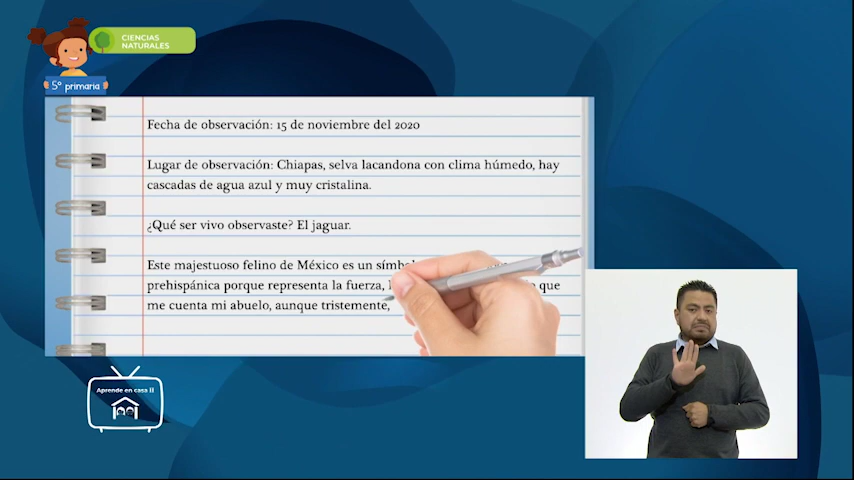 CIENCIAS
NATURALES
5° primaria
Fecha de observación: 15 de noviembre del 2020
Lugar de observación: Chiapas, selva lacandona con clima húmedo, hay
cascadas de agua azul y muy cristalina.
¿Qué ser vivo observaste? El jaguar.
Este majestuoso felino de México es un
prehispánica porque representa la fuerza, que
me cuenta mi abuelo, aunque tristemente,
Aprende en casa II